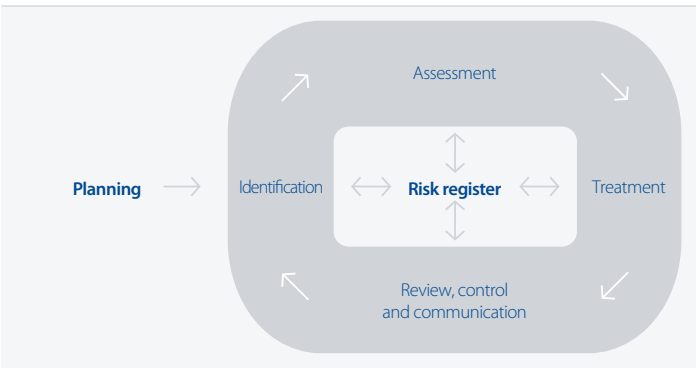 Assessment
Planning
Identification
Risk register
Treatment
Review, control
and communication